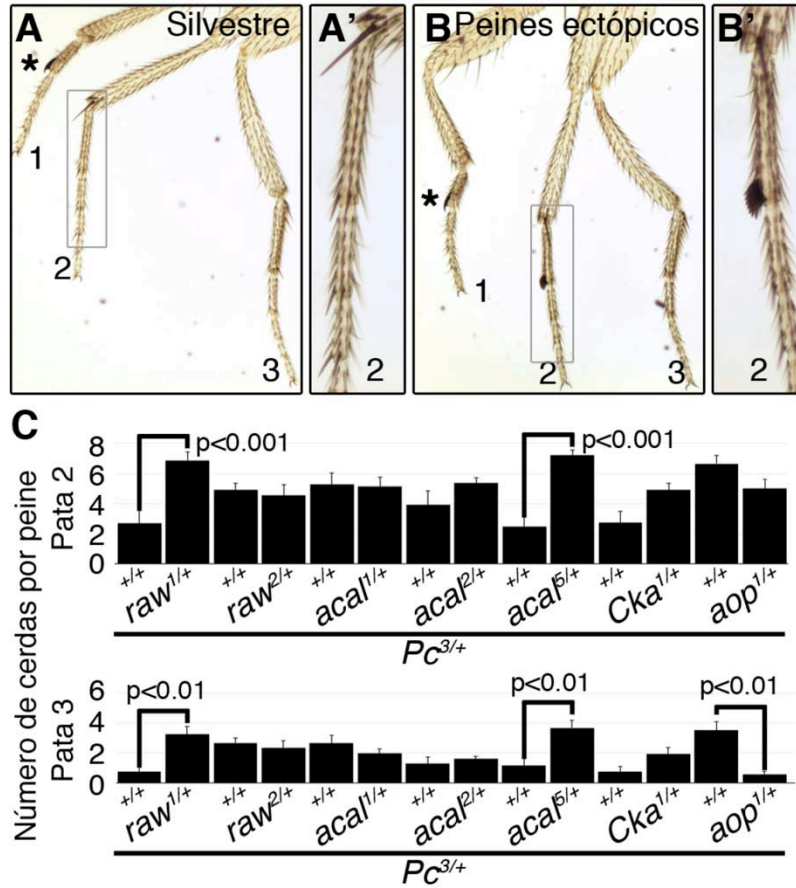 A Silvestre A' B Peines ectópicos B'
*
*
1
2
3
2
1
2
3
2
C
Número de cerdas por peine
Pata 2
8
6
4
2
0
p<0.001
p<0.001
+/+ raw1/+ +/+ raw2/+ +/+ acal1/+ +/+ acal2/+ +/+ acal5/+ +/+ Cka1/+ +/+ aop1/+
Pc3/+
Pata 3
6
4
2
0
p<0.01
p<0.01
p<0.01
+/+ raw1/+ +/+ raw2/+ +/+ acal1/+ +/+ acal2/+ +/+ acal5/+ +/+ Cka1/+ +/+ aop1/+
Pc3/+